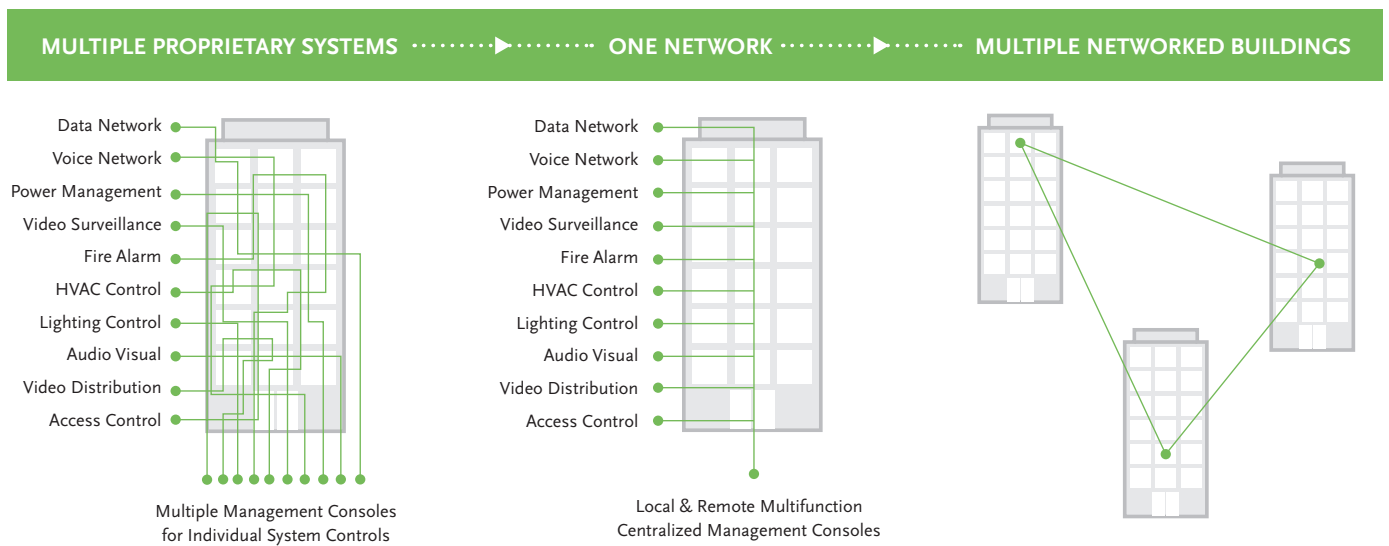 MULTIPLE PROPRIETARY SYSTEMS
ONE NETWORK
MULTIPLE NETWORKED BUILDINGS
Data Network
Voice Network
Power Management
Video Surveillance
Fire Alarm
HVAC Control
Lighting Control
Audio Visual
Video Distribution
Access Control
Multiple Management Consoles
for Individual System Controls
Data Network
Voice Network
Power Management
Video Surveillance
Fire Alarm
HVAC Control
Lighting Control
Audio Visual
Video Distribution
Access Control
Local & Remote Multifunction
Centralized Management Consoles